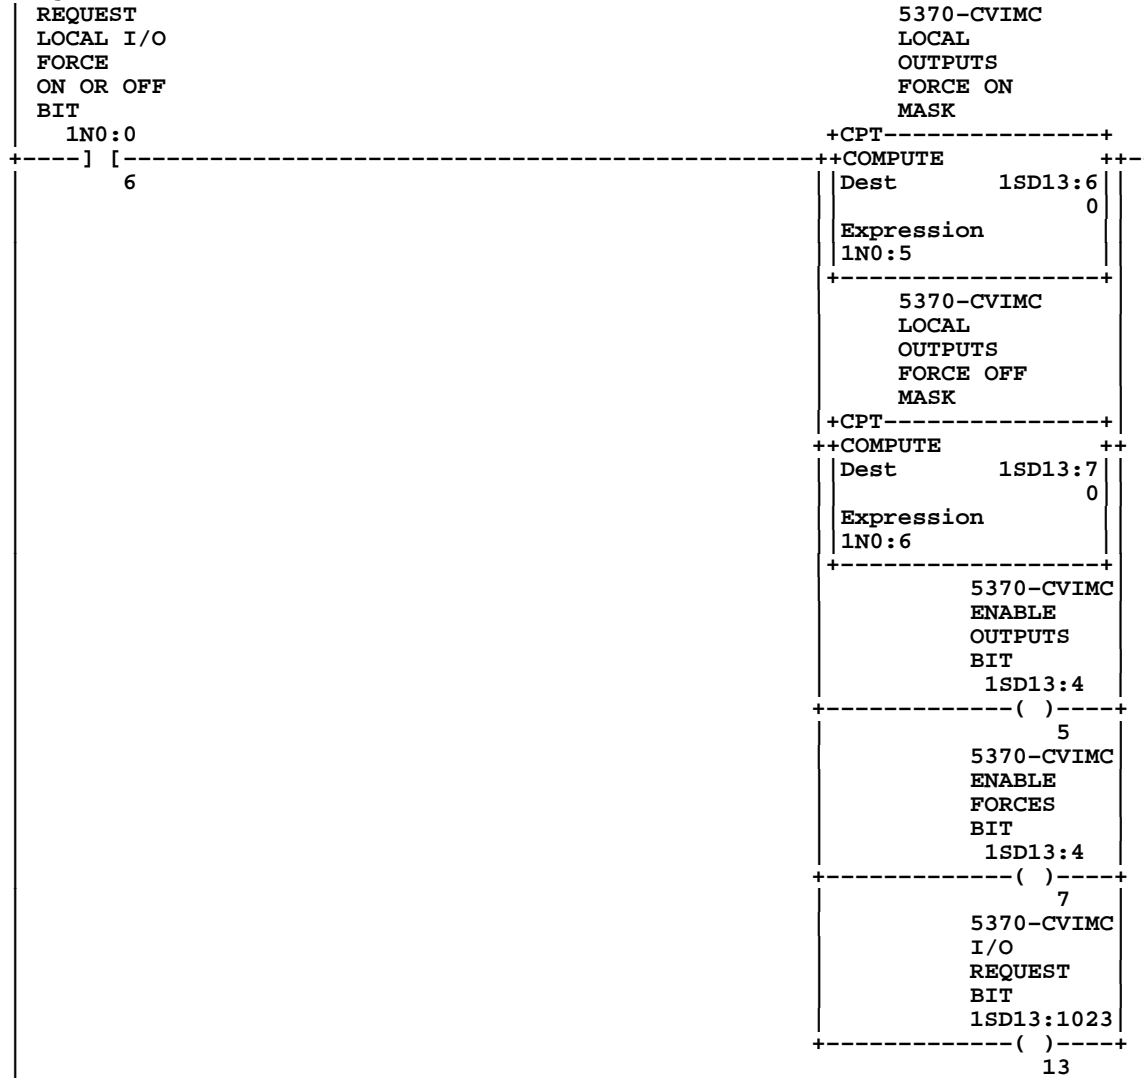 REQUEST 5370-CVIMC
LOCAL I/O LOCAL
FORCE OUTPUTS
ON OR OFF FORCE ON
BIT MASK
1N0:0 +CPT---------------+
+----] [------------------------------------------------++COMPUTE ++-
6 ||Dest 1SD13:6||
0
Expression
1N0:5
+-------------------+
5370-CVIMC
LOCAL
OUTPUTS
FORCE OFF
MASK
+CPT---------------+
++COMPUTE ++
||Dest 1SD13:7||
0
Expression
1N0:6
+-------------------+
5370-CVIMC
ENABLE
OUTPUTS
BIT
1SD13:4
+-------------( )----+
5
5370-CVIMC
ENABLE
FORCES
BIT
1SD13:4
+-------------( )----+
7
5370-CVIMC
I/O
REQUEST
BIT
1SD13:1023
+-------------( )----+
13